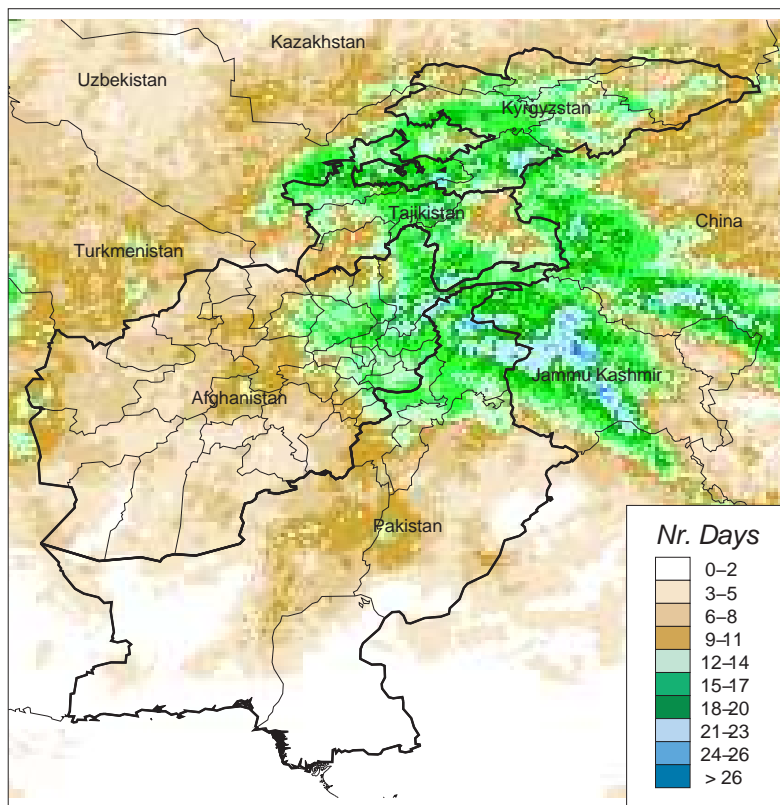 Kazakhstan
Uzbekistan
Kyrgyzstan
Tajikistan
China
Turkmenistan
Jammu Kashmir
Afghanistan
Pakistan
Nr. Days
0–2
3–5
6–8
9–11
12–14
15–17
18–20
21–23
24–26
> 26